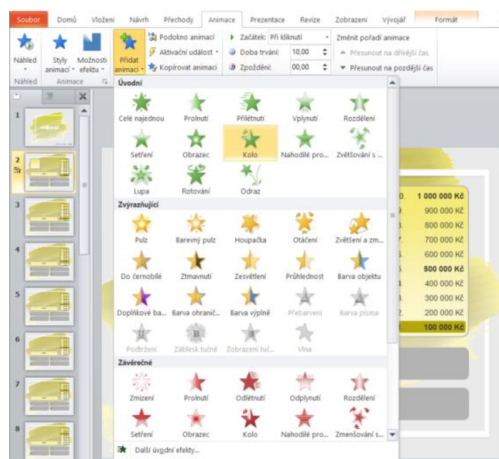 Soubor Domů Vložení Návrh Přechody Animace Prezentace Revize Zobrazení Vývojář Formát
Náhled
Styly animací
Možnosti efektu
Přidat animaci
Podokno animací
Aktivační událost
Kopírovat animaci
Začátek: Při kliknutí
Doba trvání: 10,00
Zpoždění: 00,00
Změnit pořadí animace
Přesunout na dřívější čas
Přesunout na pozdější čas
Náhled Animace
Úvodní
Celé najednou Prolnutí Přilétnutí Vplynutí Rozdělení
Setření Obrazec Kolo Nahodilé pro... Zvětšování s ...
Lupa Rotování Odraz
Zvýrazňující
Pulz Barevný pulz Houpačka Otáčení Zvětšení a zm...
Do černobílé Ztmavnutí Zesvětlení Průhlednost Barva objektu
Doplňkové ba... Barva ohranič... Barva výplně Přebarvení Barva písma
Podtržení Záblesk tučně Zobrazení tuč... Vlna
Závěrečné
Zmizení Prolnutí Odlétnutí Odplynutí Rozdělení
Setření Obrazec Kolo Nahodilé pro... Zmenšování s...
Další úvodní efekty...
1
2
3
4
5
6
7
8
1 000 000 Kč
900 000 Kč
800 000 Kč
700 000 Kč
600 000 Kč
500 000 Kč
400 000 Kč
300 000 Kč
200 000 Kč
100 000 Kč